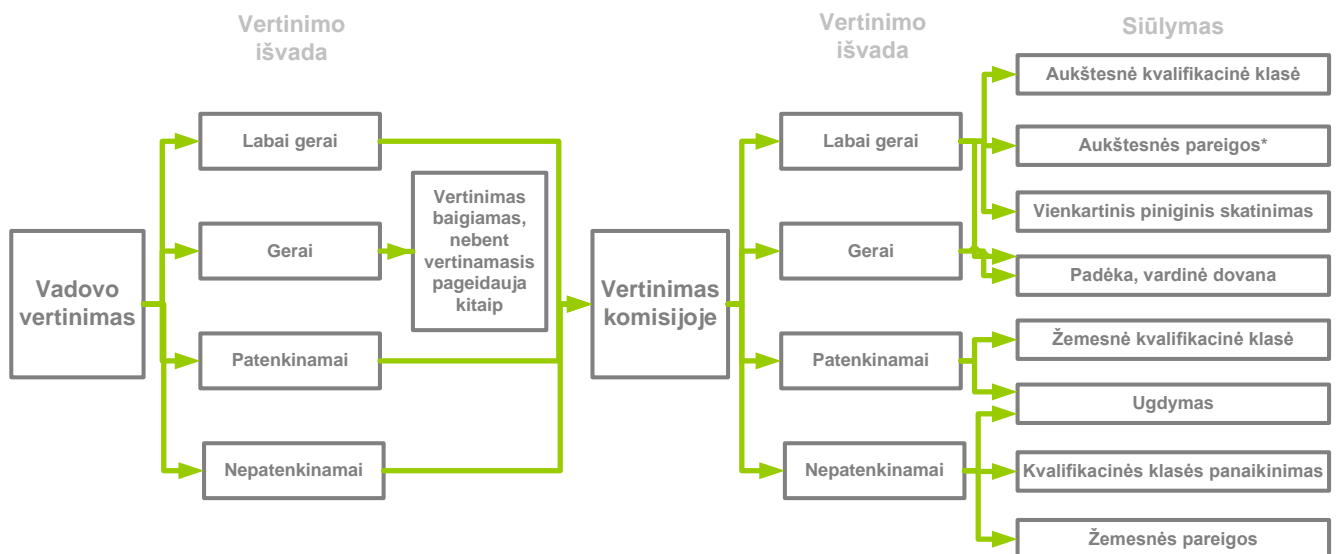 Vertinimo
išvada
Vertinimo
išvada
Siūlymas
Vadovo
vertinimas
Labai gerai
Gerai
Patenkinamai
Nepatenkinamai
Vertinimas
baigiamas,
nebent
vertinamasis
pageidauja
kitaip
Vertinimas
komisijoje
Labai gerai
Gerai
Patenkinamai
Nepatenkinamai
Aukštesnė kvalifikacinė klasė
Aukštesnės pareigos*
Vienkartinis piniginis skatinimas
Padėka, vardinė dovana
Žemesnė kvalifikacinė klasė
Ugdymas
Kvalifikacinės klasės panaikinimas
Žemesnės pareigos